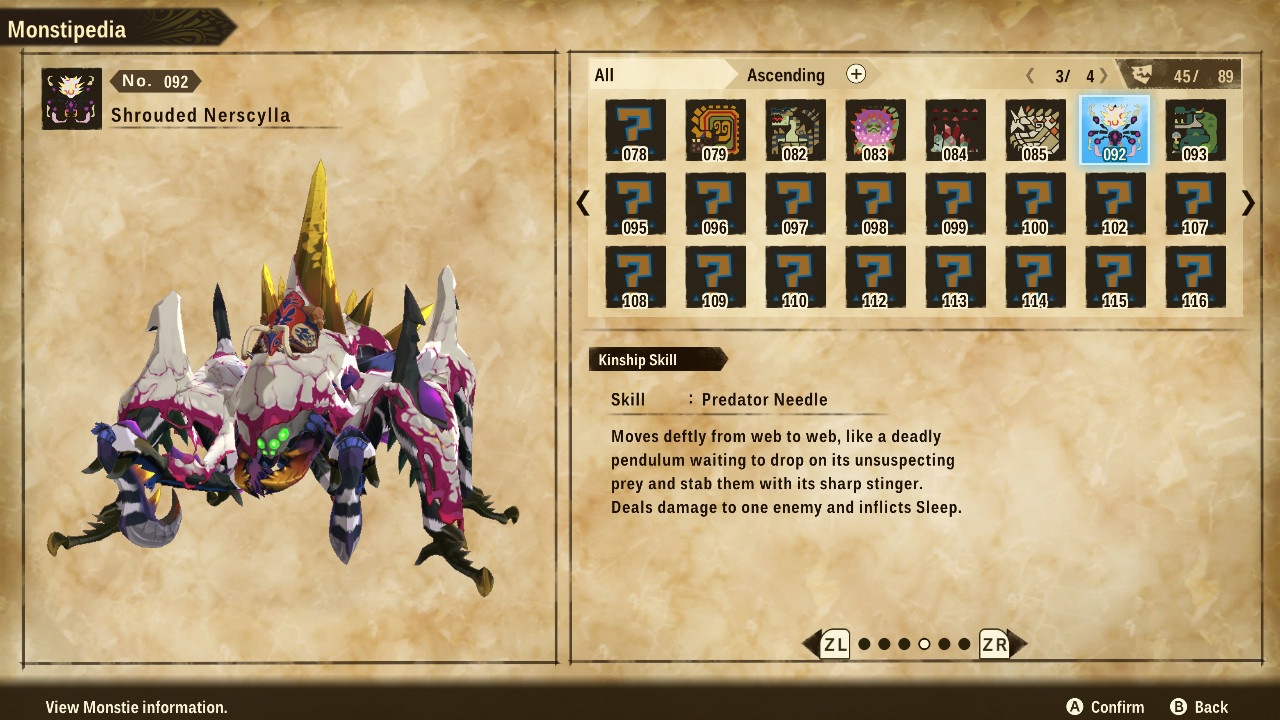 Monstipedia
No. 092
Shrouded Nerscylla
All
Ascending
3/ 4
45/ 89
078 079 082 083 084 085 092 093
095 096 097 098 099 100 102 107
108 109 110 112 113 114 115 116
Kinship Skill
Skill : Predator Needle
Moves deftly from web to web, like a deadly
pendulum waiting to drop on its unsuspecting
prey and stab them with its sharp stinger.
Deals damage to one enemy and inflicts Sleep.
ZL ZR
View Monstie information.
A Confirm B Back